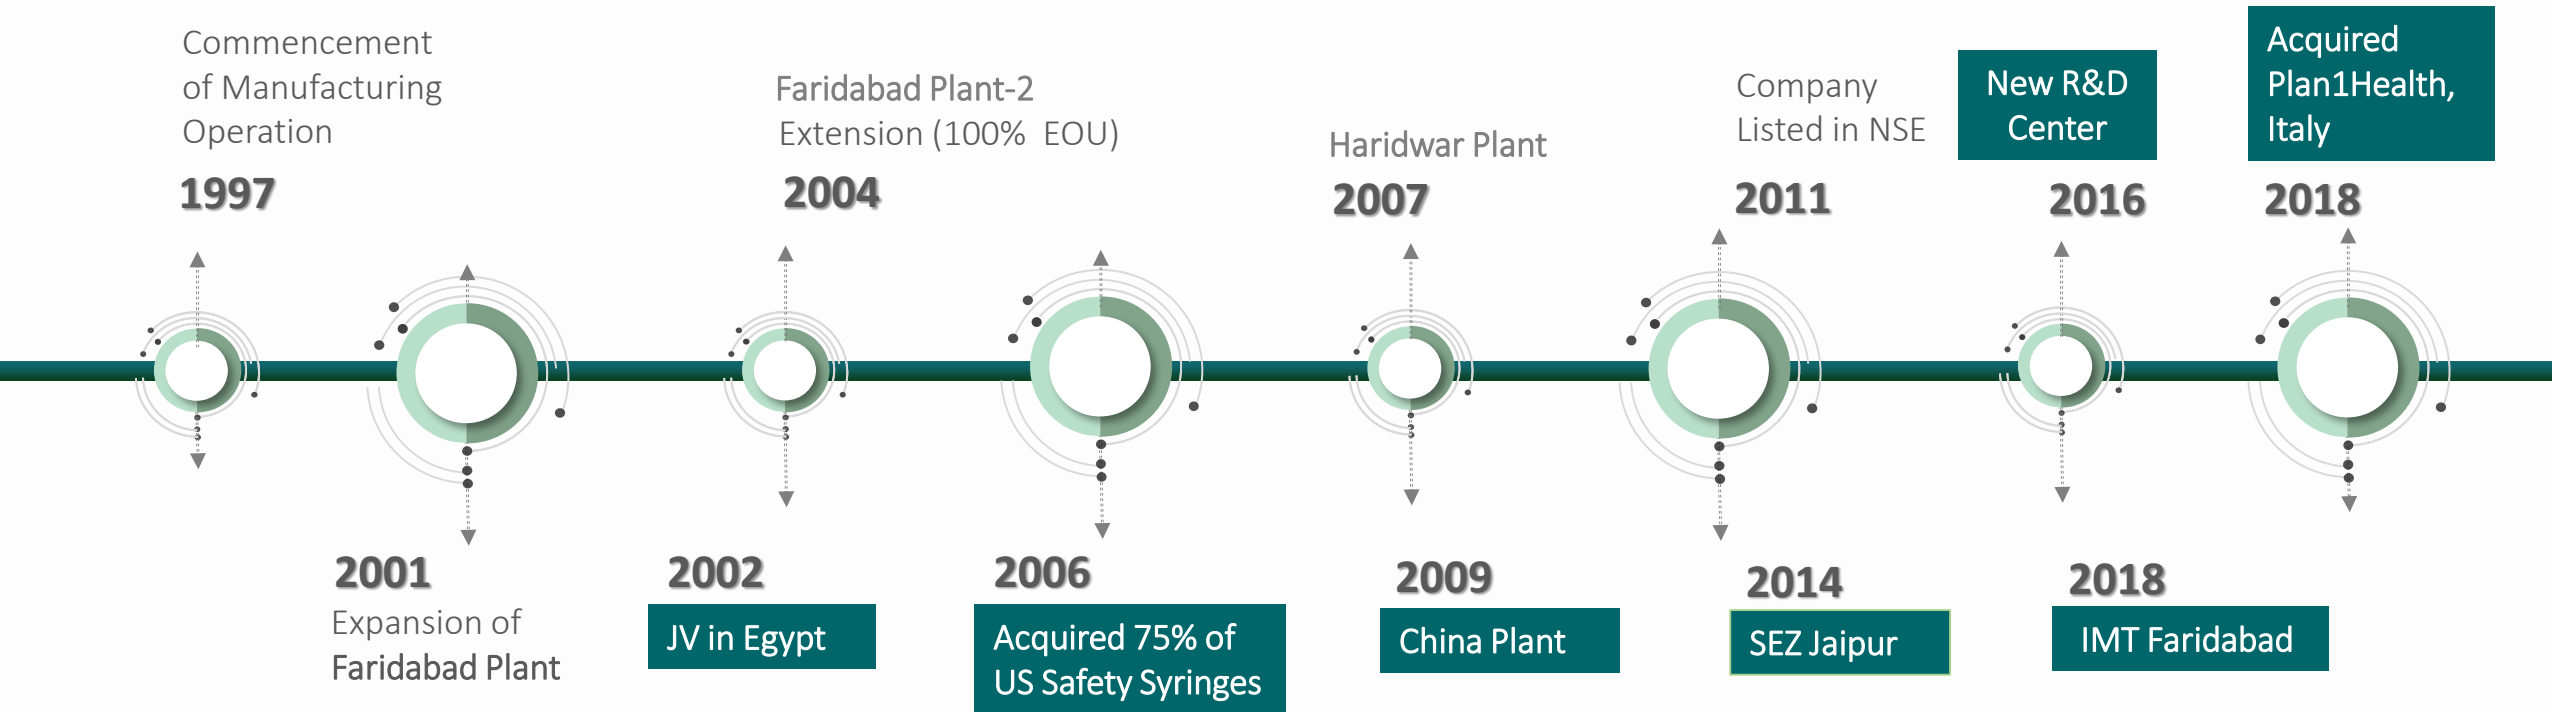 Commencement
of Manufacturing
Operation
1997
2001
Expansion of
Faridabad Plant
Faridabad Plant-2
Extension (100% EOU)
2004
2002
JV in Egypt
2006
Acquired 75% of
US Safety Syringes
Haridwar Plant
2007
2009
China Plant
Company
Listed in NSE
2011
2014
SEZ Jaipur
New R&D
Center
2016
2018
IMT Faridabad
Acquired
Plan1Health,
Italy
2018